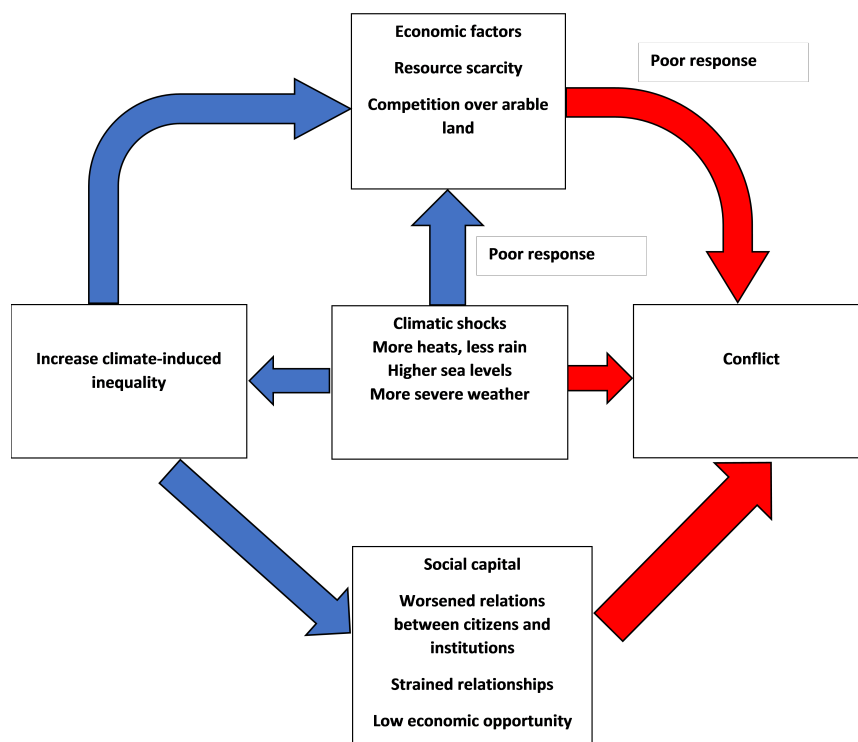 Economic factors
Resource scarcity
Competition over arable
land
Poor response
Poor response
Increase climate-induced
inequality
Climatic shocks
More heats, less rain
Higher sea levels
More severe weather
Conflict
Social capital
Worsened relations
between citizens and
institutions
Strained relationships
Low economic opportunity